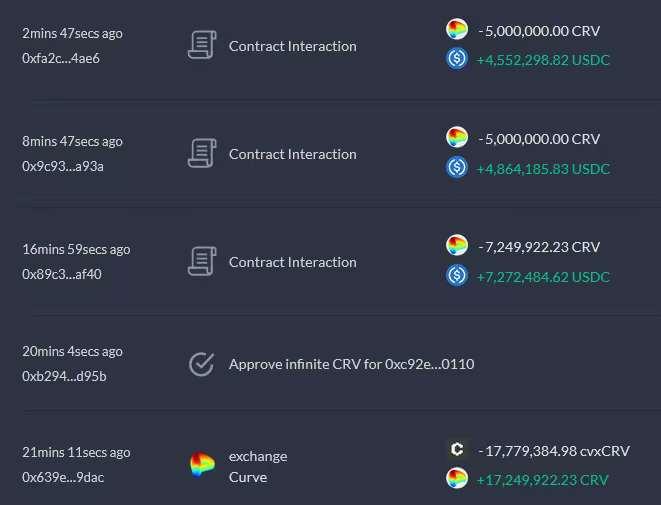 2mins 47secs ago
0xfa2c...4ae6
Contract Interaction
-5,000,000.00 CRV
+4,552,298.82 USDC
8mins 47secs ago
0x9c93...a93a
Contract Interaction
-5,000,000.00 CRV
+4,864,185.83 USDC
16mins 59secs ago
0x89c3...af40
Contract Interaction
-7,249,922.23 CRV
+7,272,484.62 USDC
20mins 4secs ago
0xb294...d95b
Approve infinite CRV for 0xc92e...0110
21mins 11secs ago
0x639e...9dac
exchange
Curve
-17,779,384.98 cvxCRV
+17,249,922.23 CRV